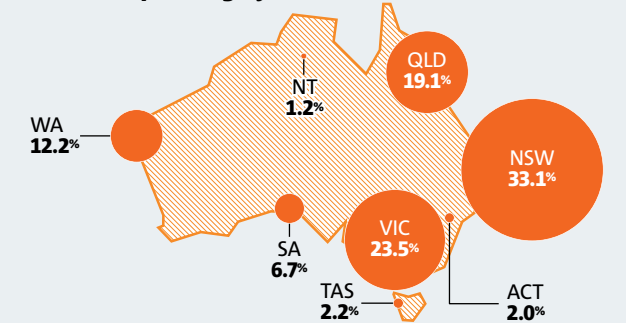 QLD
19.1%
NT
1.2%
WA
12.2%
NSW
33.1%
VIC
23.5%
SA
6.7%
TAS
2.2%
ACT
2.0%